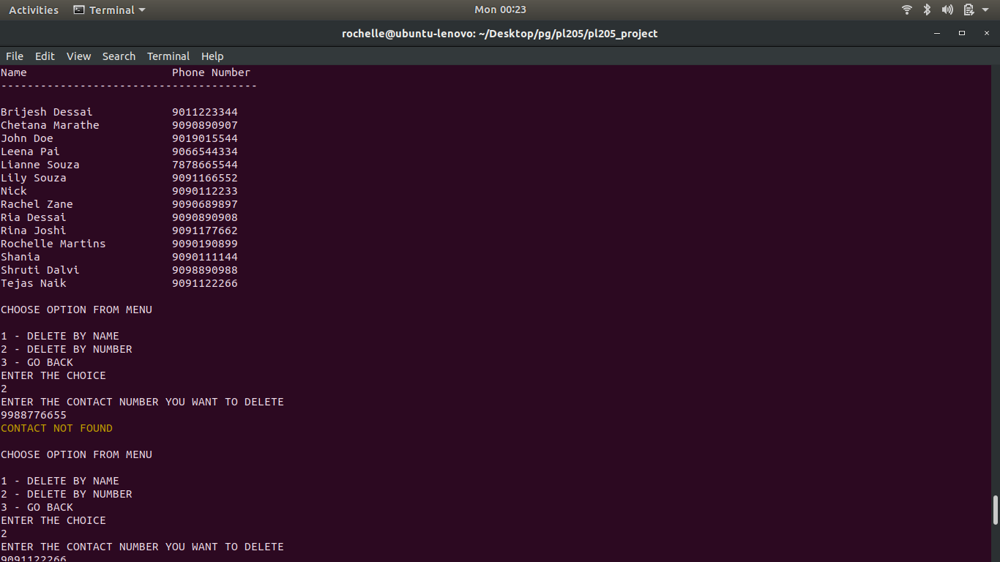 Activities Terminal Mon 00:23
rochelle@ubuntu-lenovo: ~/Desktop/pg/pl205/pl205_project
File Edit View Search Terminal Help
Name Phone Number
---------------------------------------
Brijesh Dessai 9011223344
Chetana Marathe 9090890907
John Doe 9019015544
Leena Pai 9066544334
Lianne Souza 7878665544
Lily Souza 9091166552
Nick 9090112233
Rachel Zane 9090689897
Ria Dessai 9090890908
Rina Joshi 9091177662
Rochelle Martins 9090190899
Shania 9090111144
Shruti Dalvi 9098890988
Tejas Naik 9091122266
CHOOSE OPTION FROM MENU
1 - DELETE BY NAME
2 - DELETE BY NUMBER
3 - GO BACK
ENTER THE CHOICE
2
ENTER THE CONTACT NUMBER YOU WANT TO DELETE
9988776655
CONTACT NOT FOUND
CHOOSE OPTION FROM MENU
1 - DELETE BY NAME
2 - DELETE BY NUMBER
3 - GO BACK
ENTER THE CHOICE
2
ENTER THE CONTACT NUMBER YOU WANT TO DELETE
9091122266